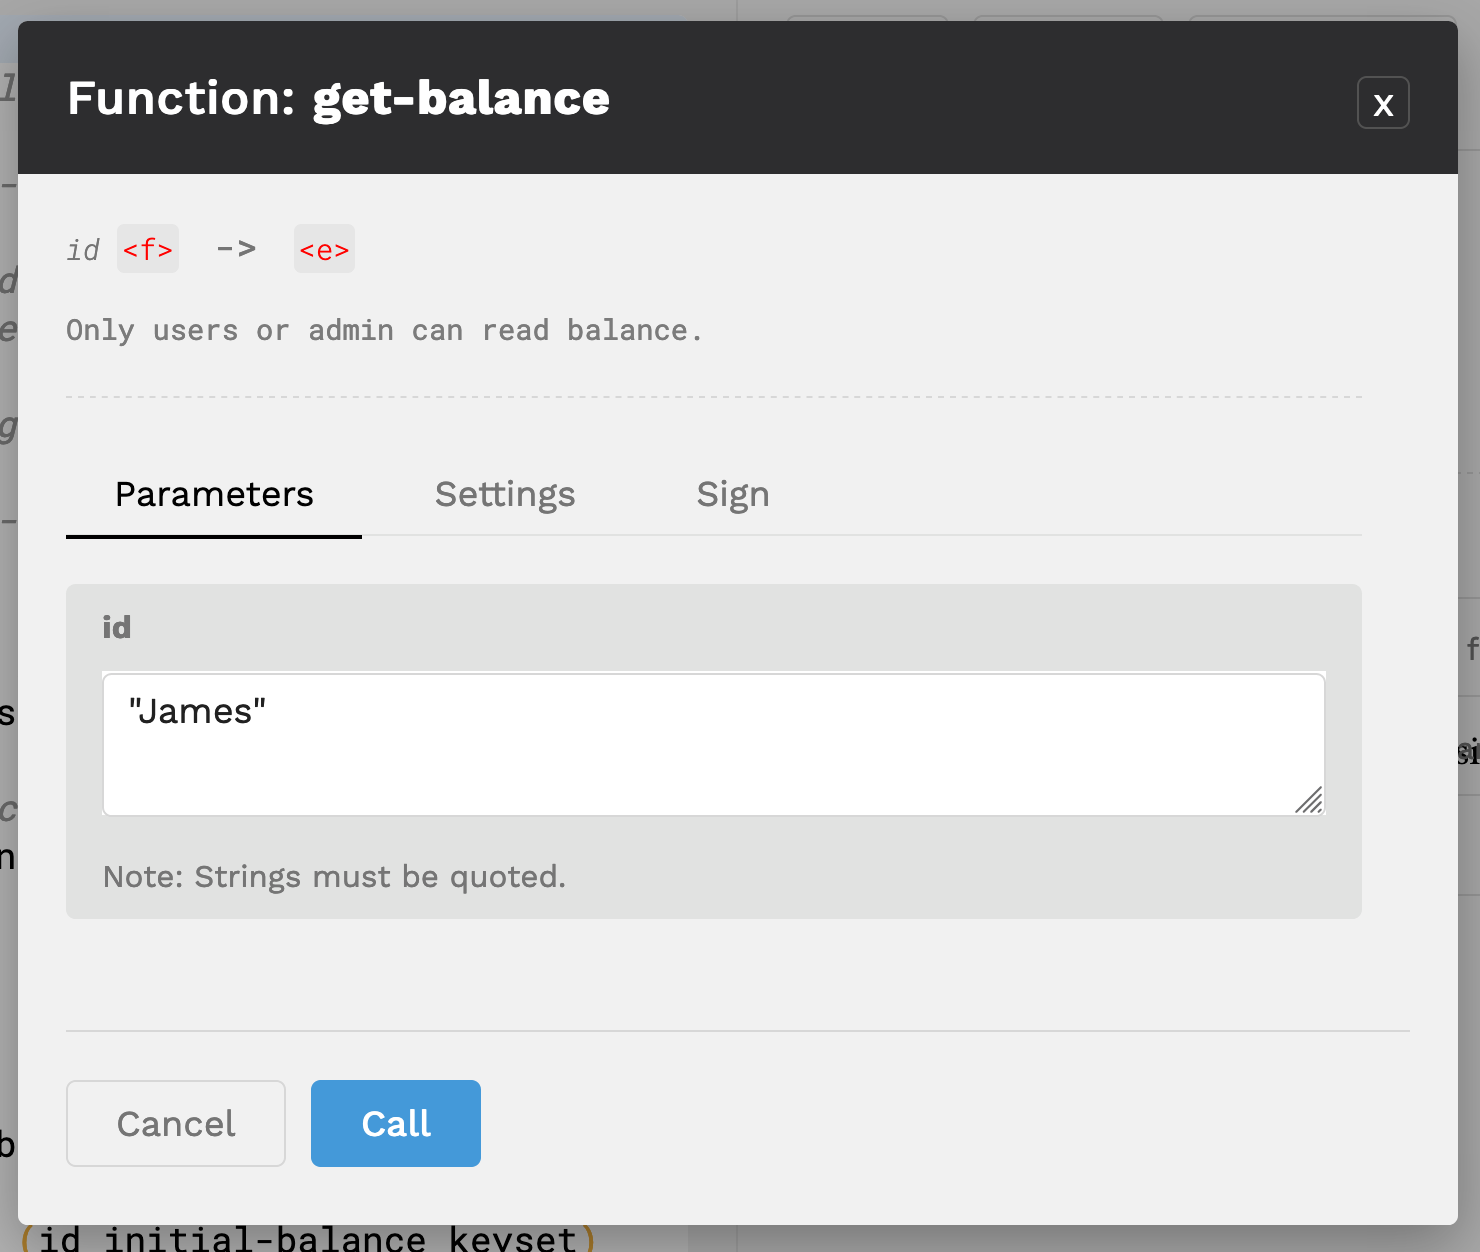 Function: get-balance
x
id <f> -> <e>
Only users or admin can read balance.
Parameters Settings Sign
id
"James"
Note: Strings must be quoted.
Cancel Call
(id initial-balance keyset)